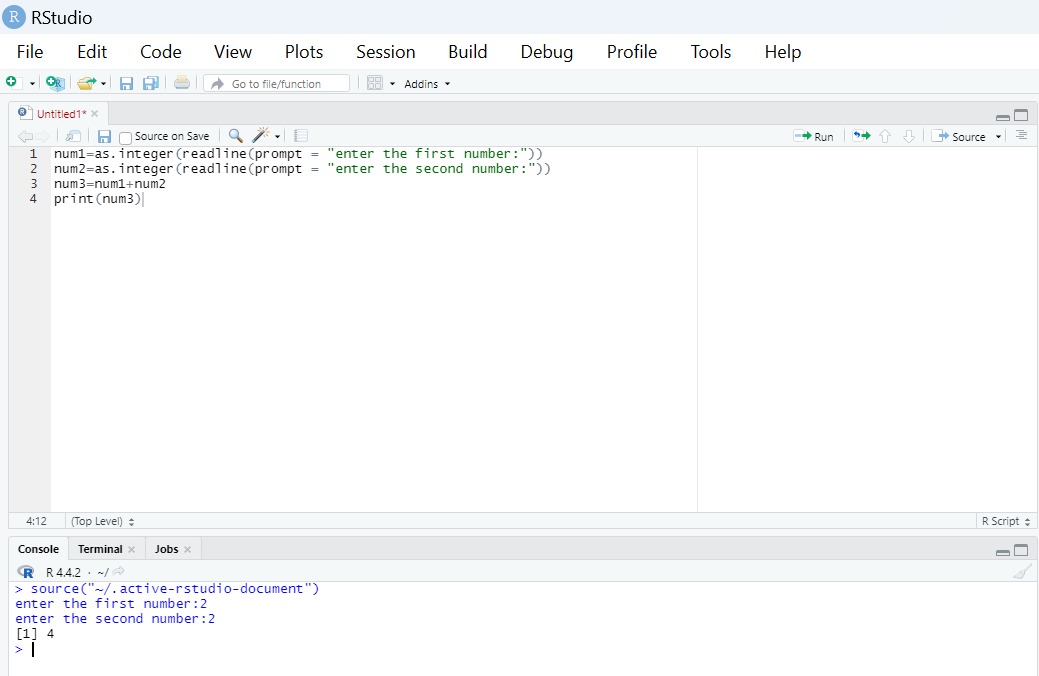 R RStudio
File Edit Code View Plots Session Build Debug Profile Tools Help
Go to file/function Addins
Untitled1*
Source on Save Run Source
1 num1=as.integer(readline(prompt = "enter the first number:"))
2 num2=as.integer(readline(prompt = "enter the second number:"))
3 num3=num1+num2
4 print(num3)
4:12 (Top Level) R Script
Console Terminal Jobs
R R 4.4.2 · ~/
> source("~/.active-rstudio-document")
enter the first number:2
enter the second number:2
[1] 4
>